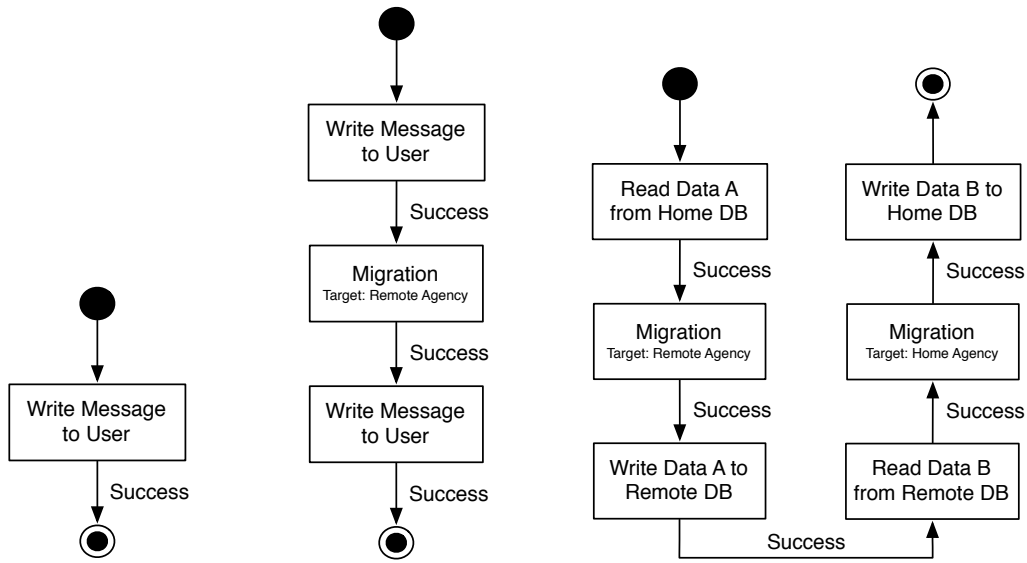 Write Message
to User
Success
Write Message
to User
Success
Migration
Target: Remote Agency
Success
Write Message
to User
Success
Read Data A
from Home DB
Success
Migration
Target: Remote Agency
Success
Write Data A to
Remote DB
Success
Read Data B
from Remote DB
Success
Migration
Target: Home Agency
Success
Write Data B to
Home DB